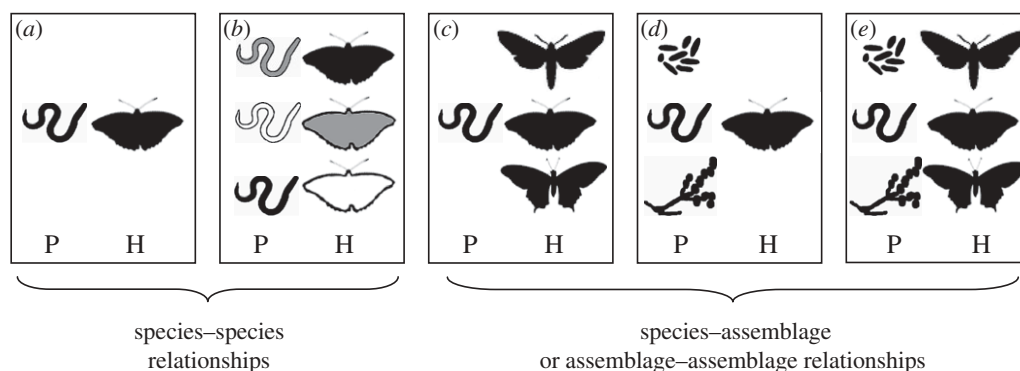 (a)
(b)
(c)
(d)
(e)
P H
P H
P H
P H
P H
species–species
relationships
species–assemblage
or assemblage–assemblage relationships